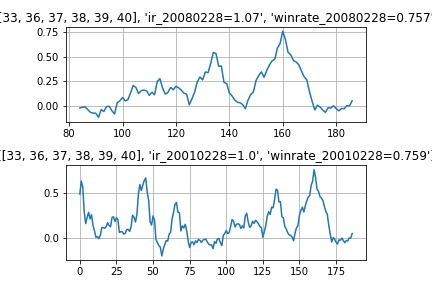 [33, 36, 37, 38, 39, 40], 'ir_20080228=1.07', 'winrate_20080228=0.757'
0.75
0.50
0.25
0.00
80 100 120 140 160 180
[33, 36, 37, 38, 39, 40], 'ir_20010228=1.0', 'winrate_20010228=0.759'
0.5
0.0
0 25 50 75 100 125 150 175